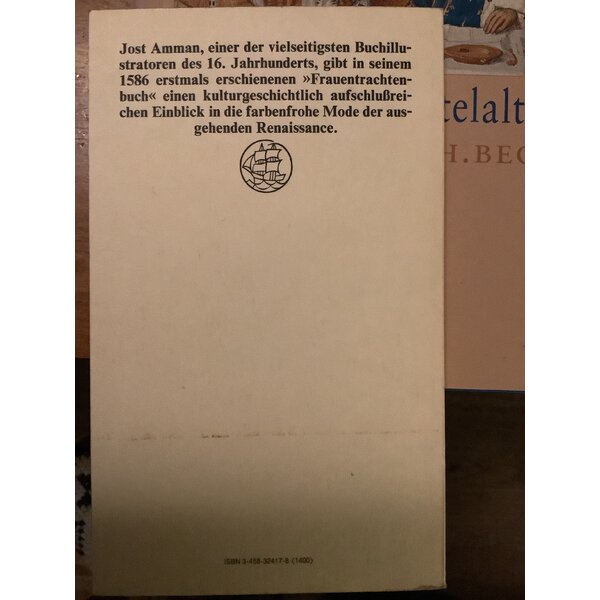 Jost Amman, einer der vielseitigsten Buchillu-
stratoren des 16. Jahrhunderts, gibt in seinem
1586 erstmals erschienenen »Frauentrachten-
buch« einen kulturgeschichtlich aufschlußrei-
chen Einblick in die farbenfrohe Mode der aus-
gehenden Renaissance.
ISBN 3-458-32417-8 (1400)
telalt
H.BEC